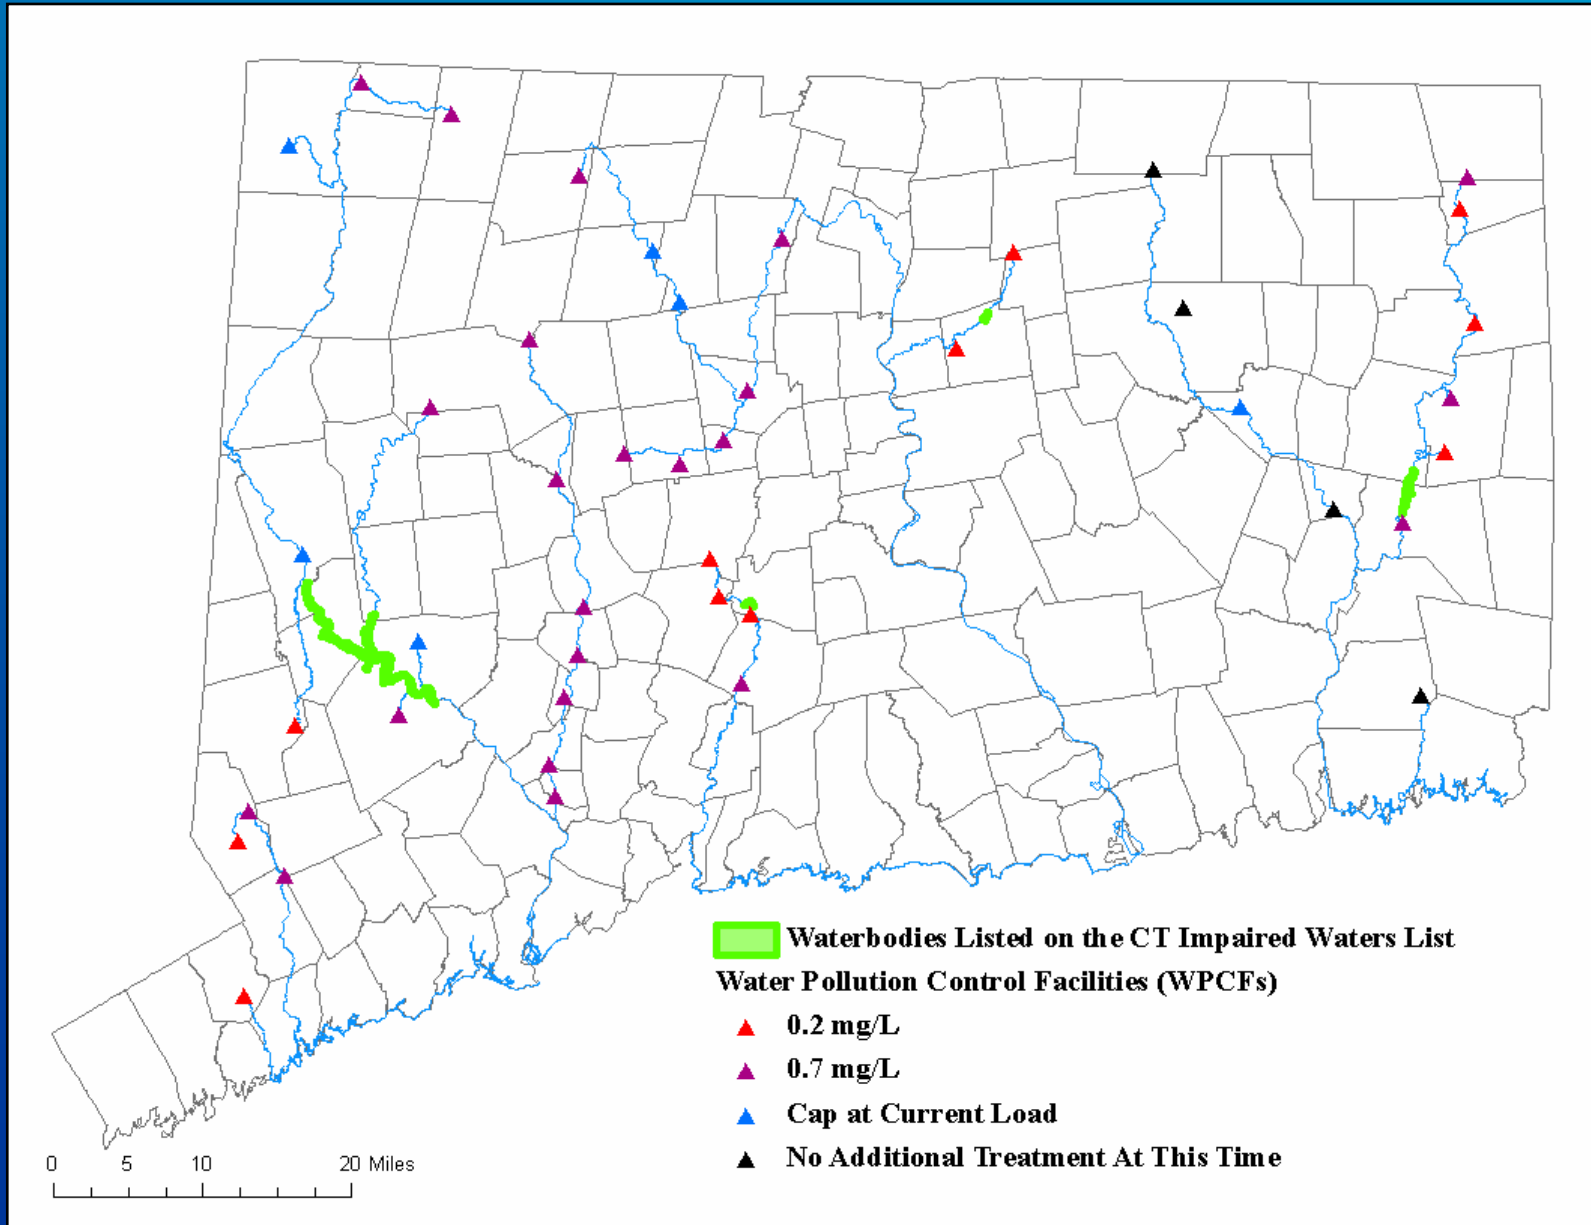 Waterbodies Listed on the CT Impaired Waters List
Water Pollution Control Facilities (WPCFs)
0.2 mg/L
0.7 mg/L
Cap at Current Load
No Additional Treatment At This Time
0 5 10 20 Miles